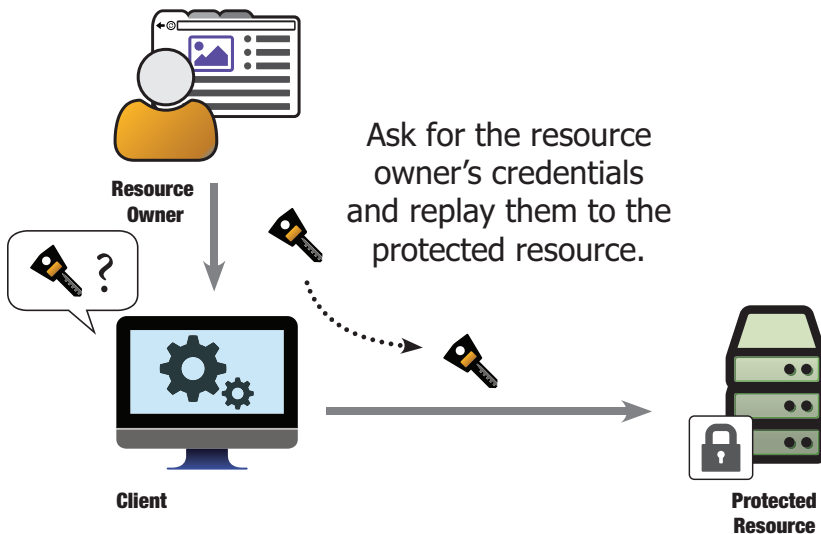 Ask for the resource
owner’s credentials
and replay them to the
protected resource.
Resource
Owner
?
Client
Protected
Resource